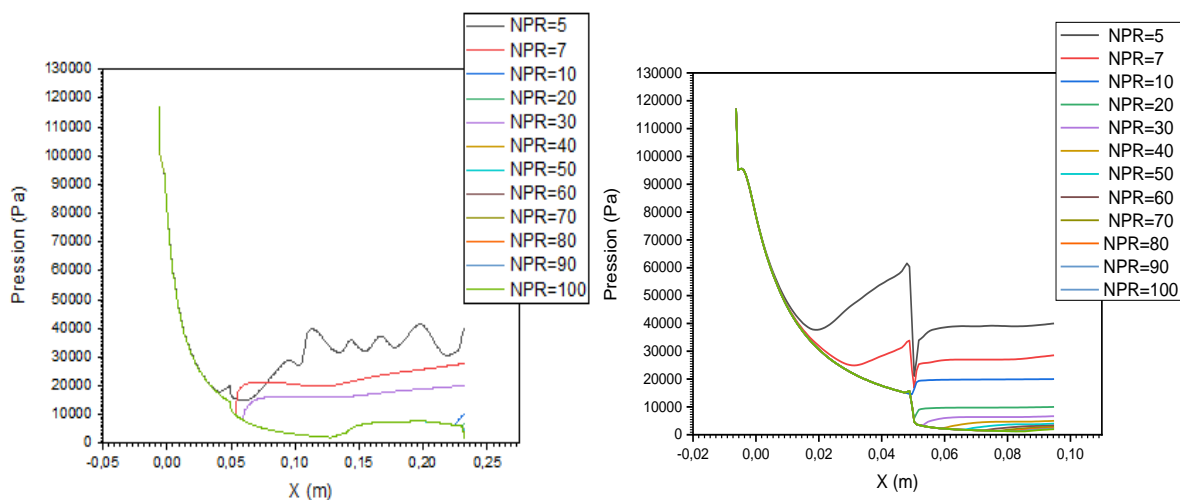 NPR=5
NPR=7
NPR=10
NPR=20
NPR=30
NPR=40
NPR=50
NPR=60
NPR=70
NPR=80
NPR=90
NPR=100
130000
120000
110000
100000
90000
80000
70000
60000
50000
40000
30000
20000
10000
0
Pression (Pa)
-0,05
0,00
0,05
0,10
0,15
0,20
0,25
X (m)
NPR=5
NPR=7
NPR=10
NPR=20
NPR=30
NPR=40
NPR=50
NPR=60
NPR=70
NPR=80
NPR=90
NPR=100
130000
120000
110000
100000
90000
80000
70000
60000
50000
40000
30000
20000
10000
0
Pression (Pa)
-0,02
0,00
0,02
0,04
0,06
0,08
0,10
X (m)